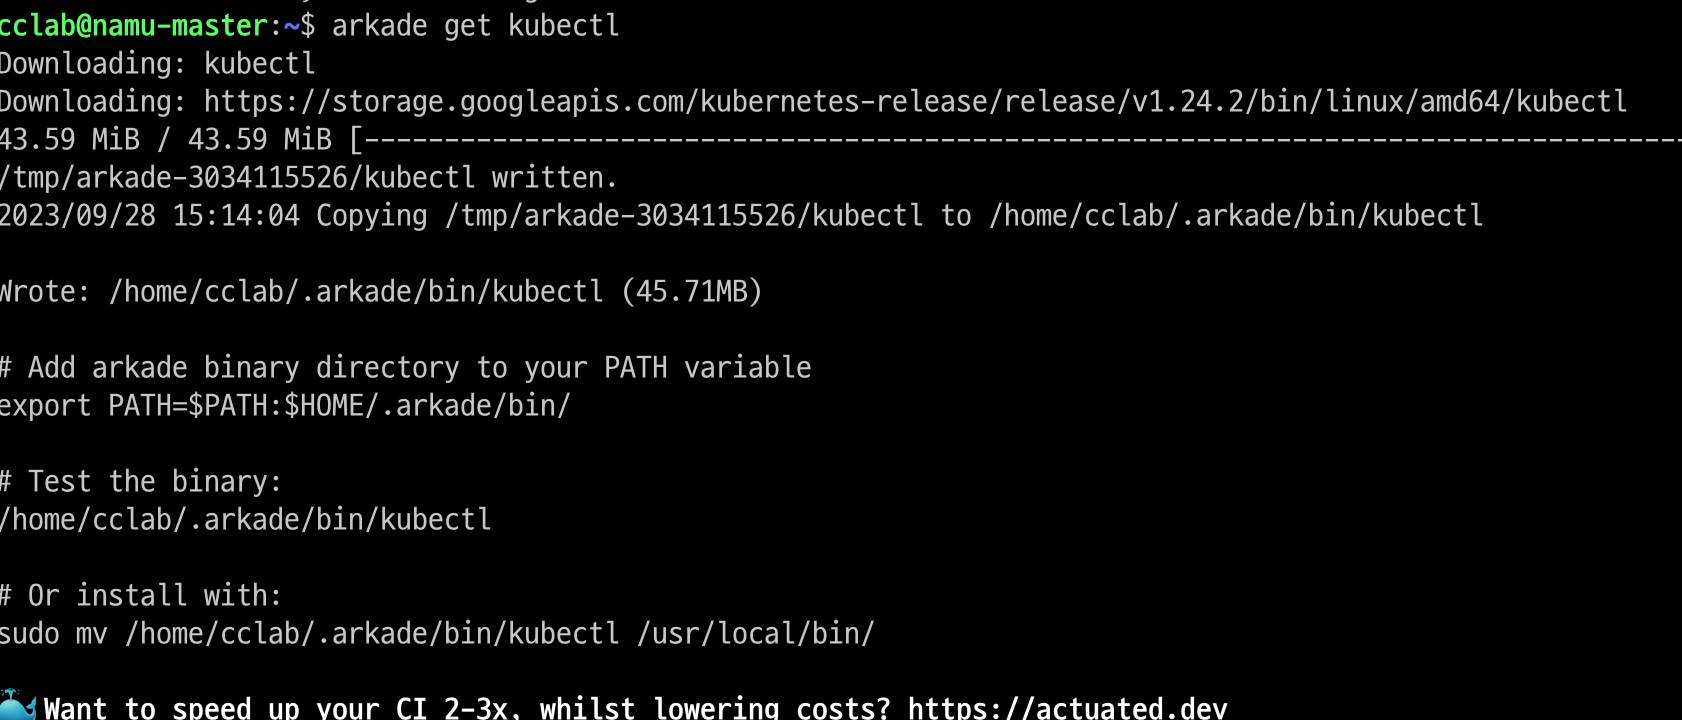 cclab@namu-master:~$ arkade get kubectl
Downloading: kubectl
Downloading: https://storage.googleapis.com/kubernetes-release/release/v1.24.2/bin/linux/amd64/kubectl
43.59 MiB / 43.59 MiB [-----------------------------------------------------------------------------------
/tmp/arkade-3034115526/kubectl written.
2023/09/28 15:14:04 Copying /tmp/arkade-3034115526/kubectl to /home/cclab/.arkade/bin/kubectl
Wrote: /home/cclab/.arkade/bin/kubectl (45.71MB)
# Add arkade binary directory to your PATH variable
export PATH=$PATH:$HOME/.arkade/bin/
# Test the binary:
/home/cclab/.arkade/bin/kubectl
# Or install with:
sudo mv /home/cclab/.arkade/bin/kubectl /usr/local/bin/
🐳 Want to speed up your CI 2-3x, whilst lowering costs? https://actuated.dev